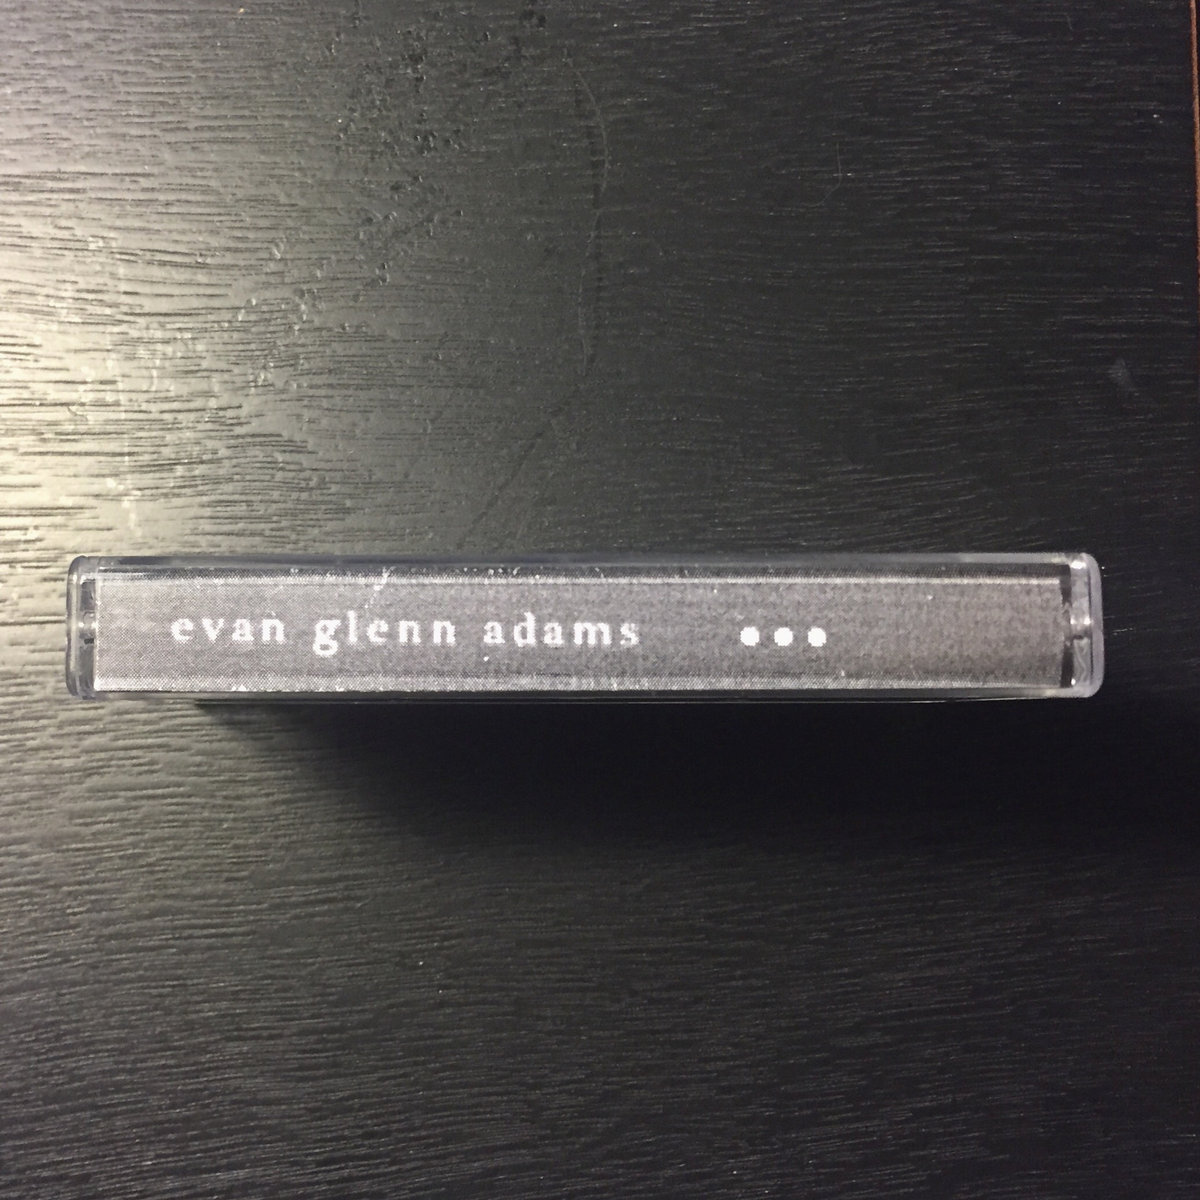 evan glenn adams •••